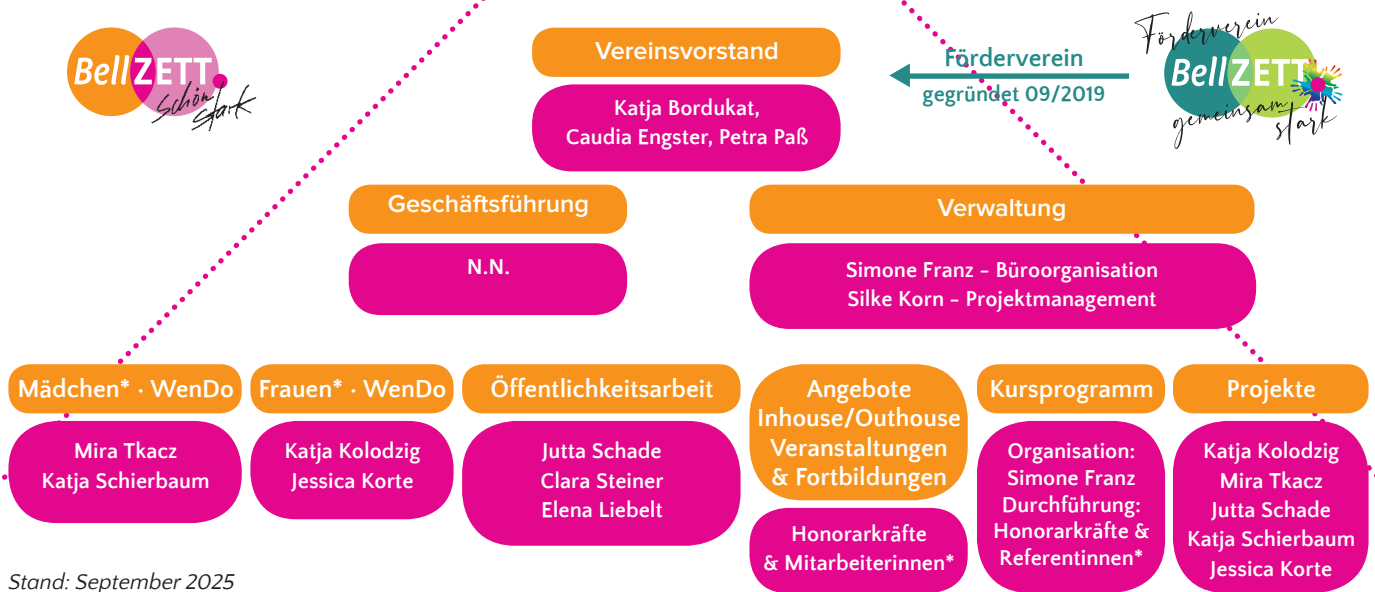 BellZETT
schön
stark
Vereinsvorstand
Katja Bordukat,
Caudia Engster, Petra Paß
Förderverein
gegründet 09/2019
Förderverein
BellZETT
gemeinsam
stark
Geschäftsführung
N.N.
Verwaltung
Simone Franz – Büroorganisation
Silke Korn – Projektmanagement
Mädchen* · WenDo
Mira Tkacz
Katja Schierbaum
Frauen* · WenDo
Katja Kolodzig
Jessica Korte
Öffentlichkeitsarbeit
Jutta Schade
Clara Steiner
Elena Liebelt
Angebote
Inhouse/Outhouse
Veranstaltungen
& Fortbildungen
Honorarkräfte
& Mitarbeiterinnen*
Kursprogramm
Organisation:
Simone Franz
Durchführung:
Honorarkräfte &
Referentinnen*
Projekte
Katja Kolodzig
Mira Tkacz
Jutta Schade
Katja Schierbaum
Jessica Korte
Stand: September 2025